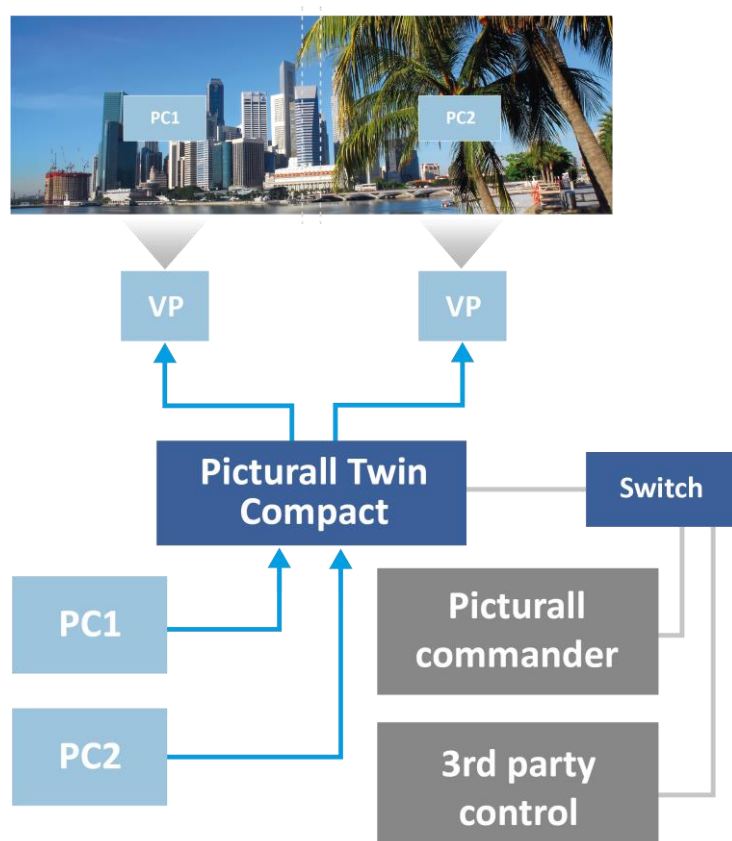 PC1
PC2
VP
VP
Picturall Twin
Compact
Switch
PC1
Picturall
commander
PC2
3rd party
control